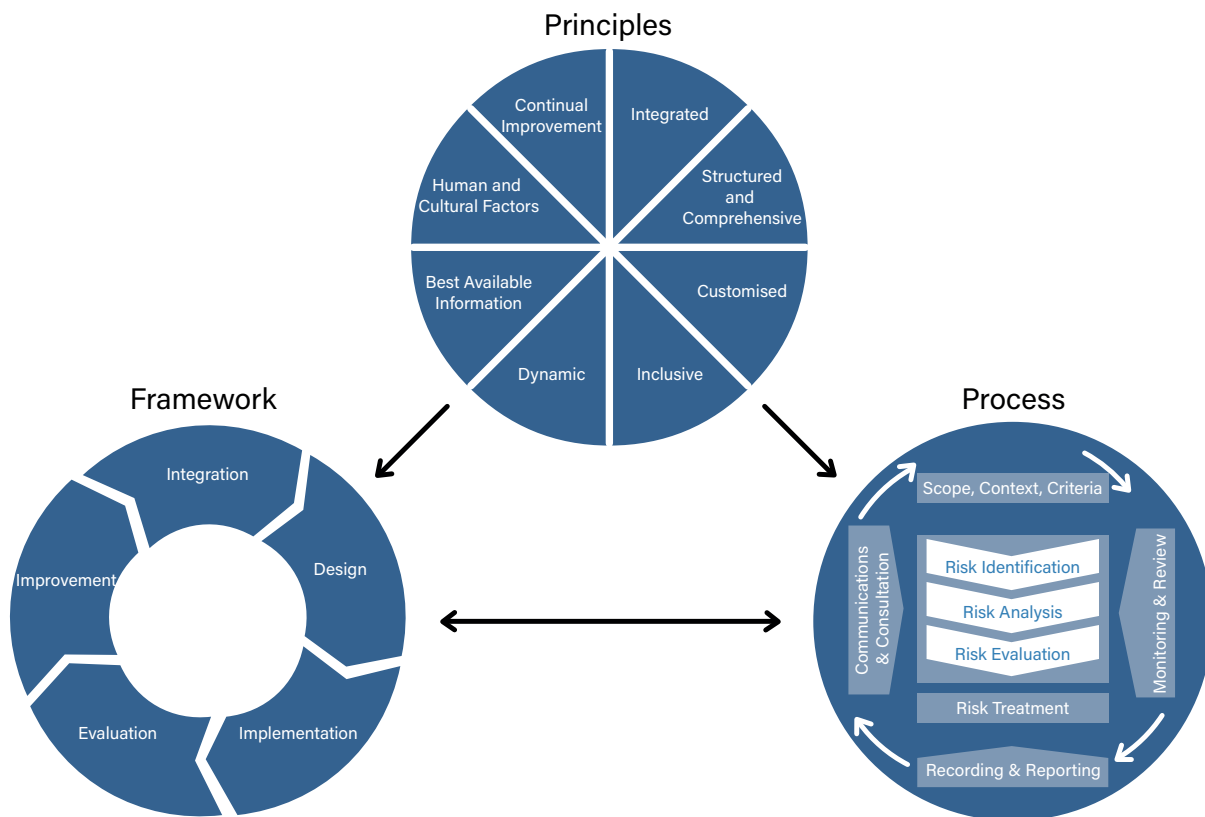 Principles
Continual
Improvement
Integrated
Structured
and
Comprehensive
Customised
Inclusive
Dynamic
Best Available
Information
Human and
Cultural Factors
Framework
Integration
Design
Implementation
Evaluation
Improvement
Process
Scope, Context, Criteria
Communications
& Consultation
Risk Identification
Risk Analysis
Risk Evaluation
Monitoring & Review
Risk Treatment
Recording & Reporting